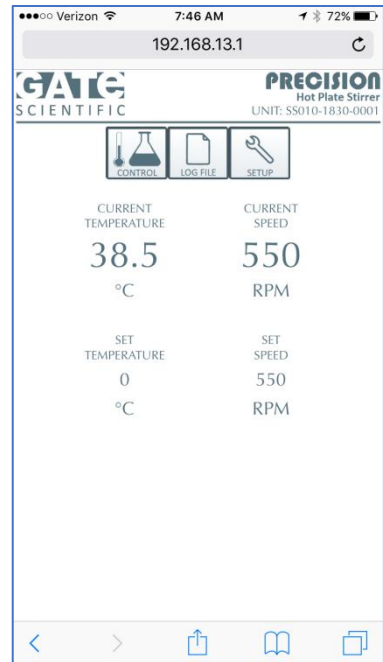 ●●●○○ Verizon 7:46 AM 72%
192.168.13.1
GATE PRECISION
SCIENTIFIC Hot Plate Stirrer
UNIT: SS010-1830-0001
CONTROL LOG FILE SETUP
CURRENT CURRENT
TEMPERATURE SPEED
38.5 550
°C RPM
SET SET
TEMPERATURE SPEED
0 550
°C RPM